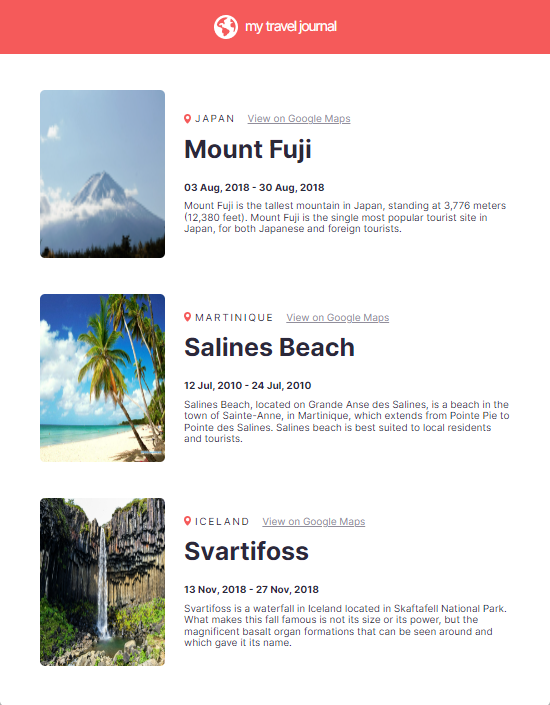 my travel journal
JAPAN View on Google Maps
Mount Fuji
03 Aug, 2018 - 30 Aug, 2018
Mount Fuji is the tallest mountain in Japan, standing at 3,776 meters
(12,380 feet). Mount Fuji is the single most popular tourist site in
Japan, for both Japanese and foreign tourists.
MARTINIQUE View on Google Maps
Salines Beach
12 Jul, 2010 - 24 Jul, 2010
Salines Beach, located on Grande Anse des Salines, is a beach in the
town of Sainte-Anne, in Martinique, which extends from Pointe Pie to
Pointe des Salines. Salines beach is best suited to local residents
and tourists.
ICELAND View on Google Maps
Svartifoss
13 Nov, 2018 - 27 Nov, 2018
Svartifoss is a waterfall in Iceland located in Skaftafell National Park.
What makes this fall famous is not its size or its power, but the
magnificent basalt organ formations that can be seen around and
which gave it its name.